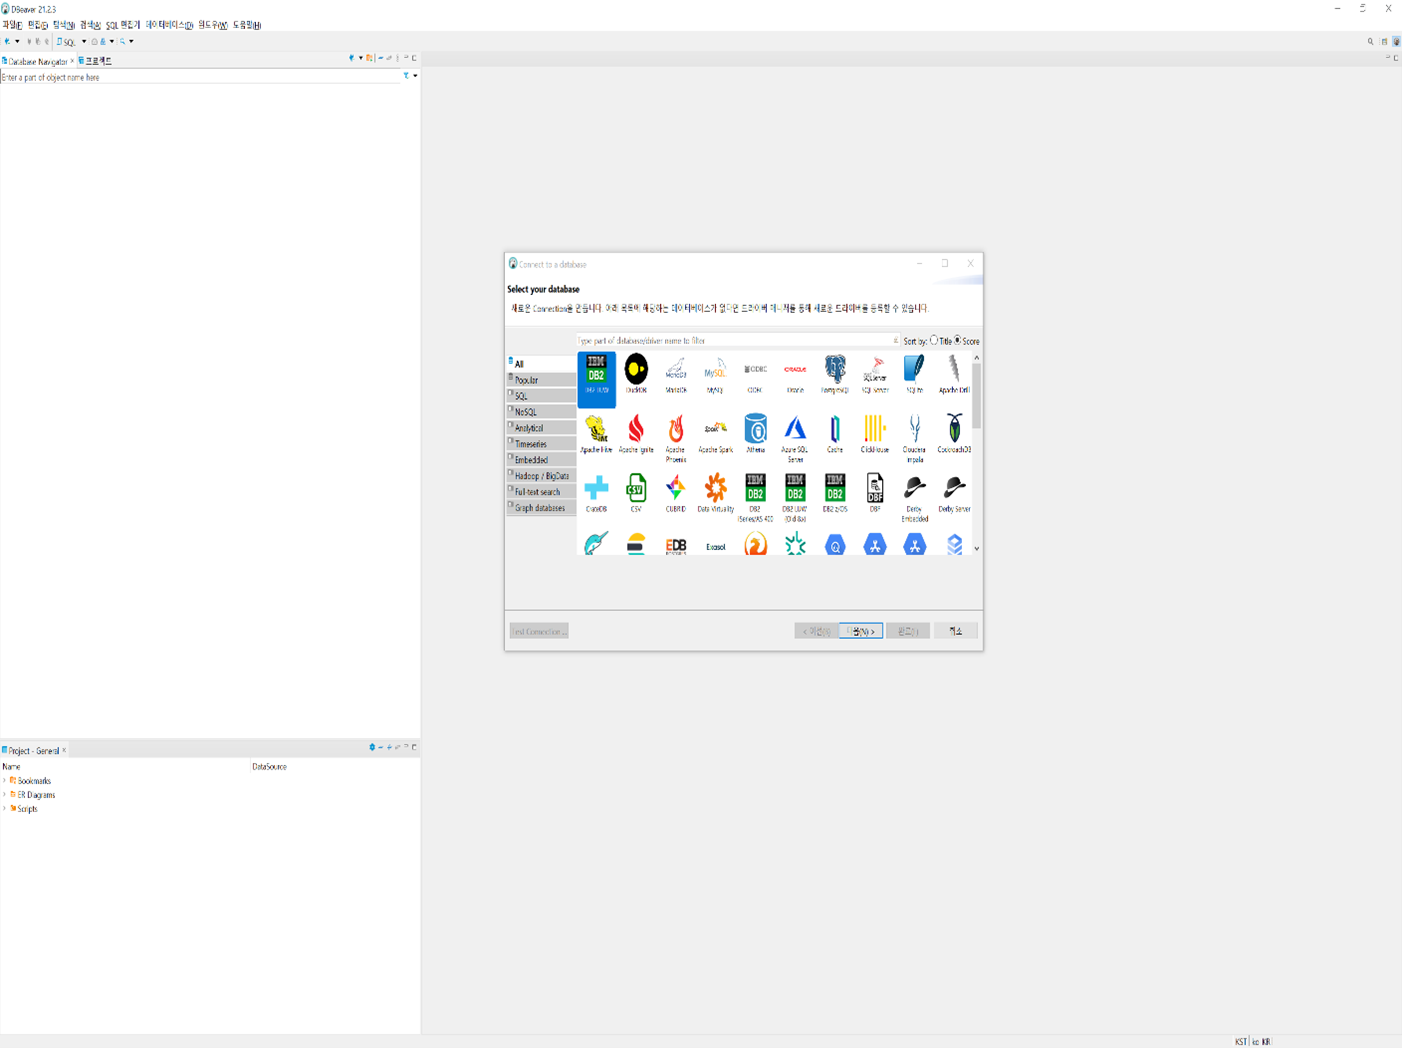 DBeaver 21.2.3
파일(F) 편집(E) 탐색(N) 검색(A) SQL 편집기 데이터베이스(D) 윈도우(W) 도움말(H)
SQL
Database Navigator 프로젝트
Enter a part of object name here
Connect to a database
Select your database
새로운 Connection을 만듭니다. 아래 목록에 해당하는 데이터베이스가 없다면 드라이버 매니져를 통해 새로운 드라이버를 등록할 수 있습니다.
Type part of database/driver name to filter
Sort by: Title Score
All
Popular
SQL
NoSQL
Analytical
Timeseries
Embedded
Hadoop / BigData
Full-text search
Graph databases
DB2 LUW DuckDB MariaDB MySQL ODBC Oracle PostgreSQL SQL Server SQLite Apache Drill
Apache Hive Apache Ignite Apache Phoenix Apache Spark Athena Azure SQL Server Cache ClickHouse Cloudera Impala CockroachDB
CrateDB CSV CUBRID Data Virtuality DB2 iSeries/AS 400 DB2 LUW (Old 8x) DB2 z/OS DBF Derby Embedded Derby Server
EDB Exasol
Test Connection ...
< 이전(B) 다음(N) > 완료(F) 취소
Project - General
Name DataSource
Bookmarks
ER Diagrams
Scripts
KST ko_KR